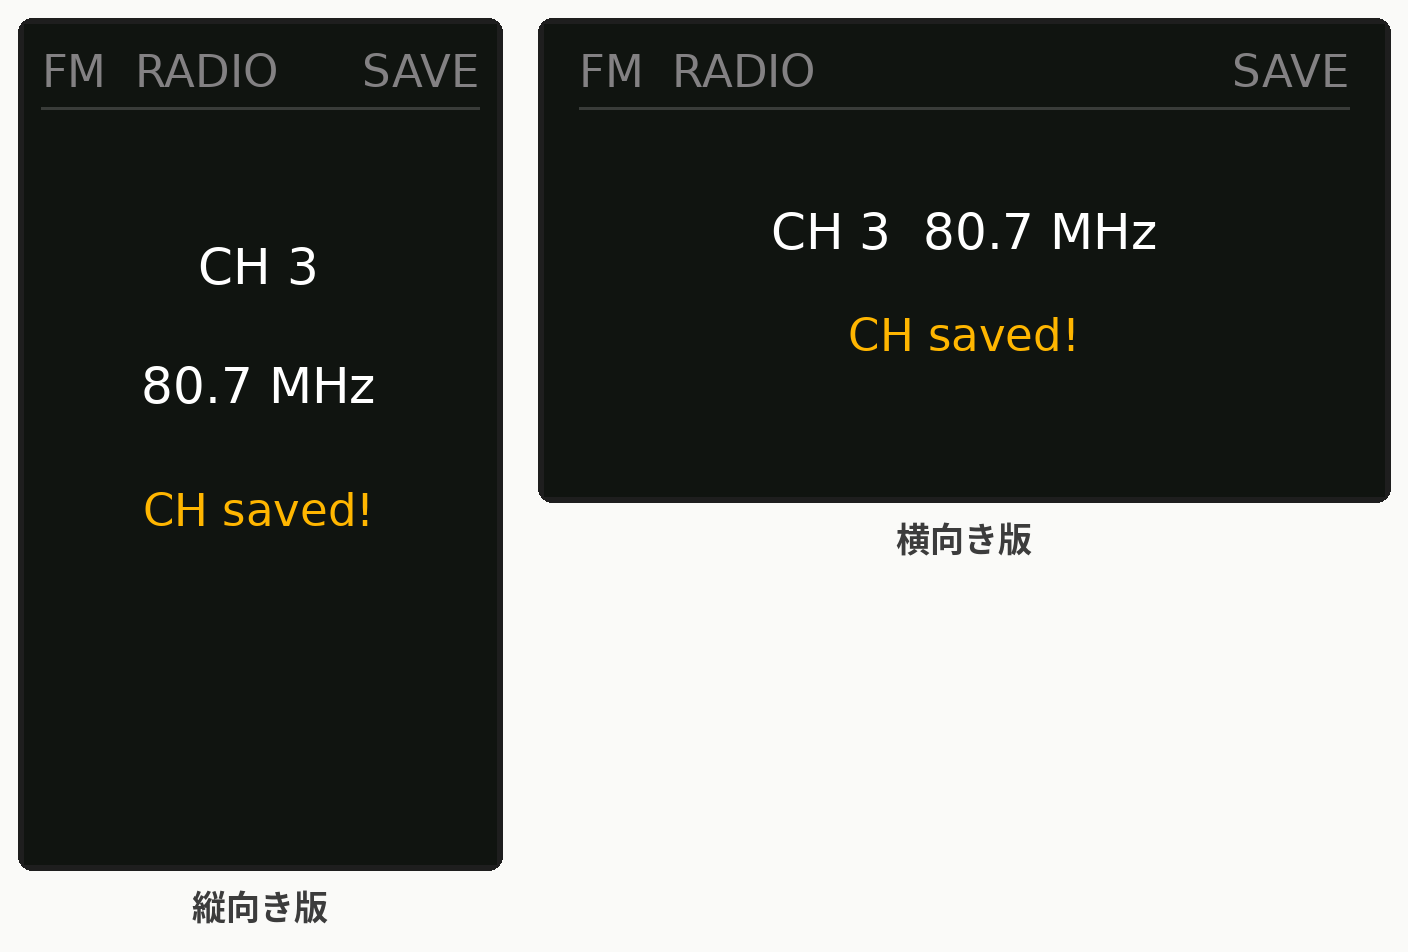 FM RADIO SAVE
CH 3
80.7 MHz
CH saved!
縦向き版
FM RADIO SAVE
CH 3 80.7 MHz
CH saved!
横向き版